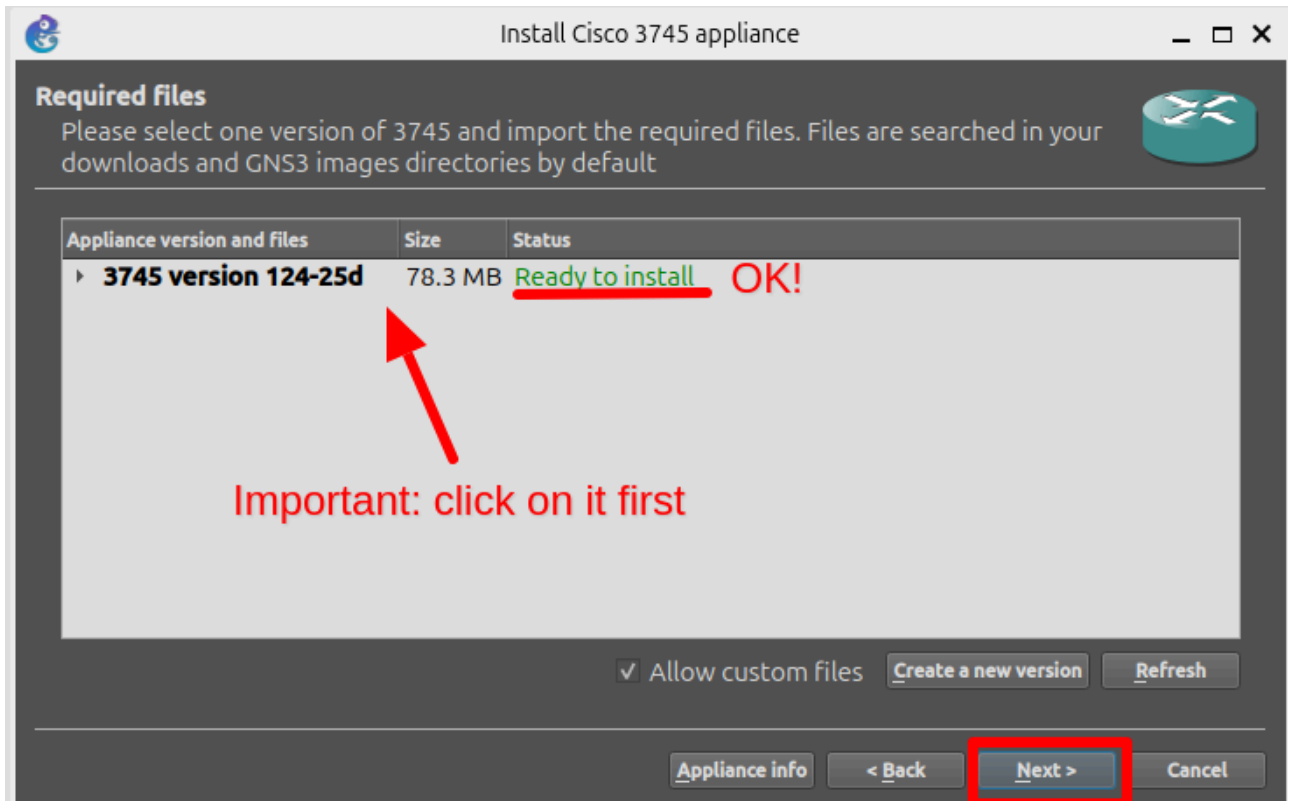 Install Cisco 3745 appliance
Required files
Please select one version of 3745 and import the required files. Files are searched in your
downloads and GNS3 images directories by default
Appliance version and files Size Status
3745 version 124-25d 78.3 MB Ready to install OK!
Important: click on it first
Allow custom files Create a new version Refresh
Appliance info < Back Next > Cancel